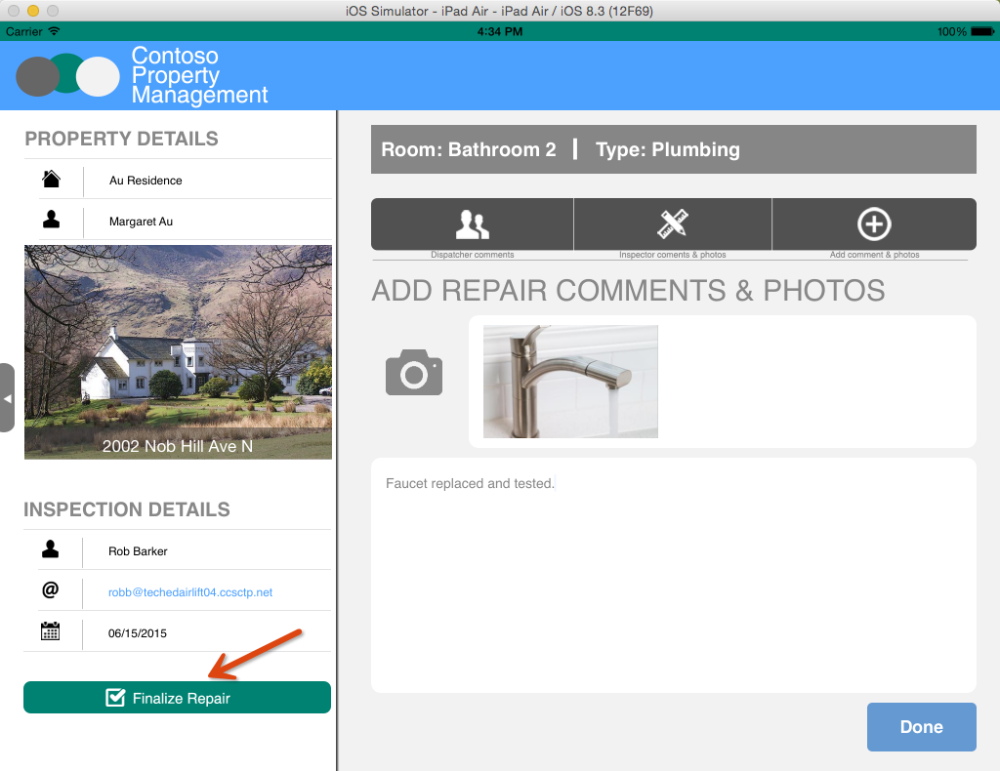 iOS Simulator - iPad Air - iPad Air / iOS 8.3 (12F69)
Carrier
4:34 PM
100%
Contoso
Property
Management
PROPERTY DETAILS
Au Residence
Margaret Au
2002 Nob Hill Ave N
INSPECTION DETAILS
Rob Barker
@
robb@techedairlift04.ccsctp.net
06/15/2015
Finalize Repair
Room: Bathroom 2 | Type: Plumbing
Dispatcher comments
Inspector coments & photos
Add comment & photos
ADD REPAIR COMMENTS & PHOTOS
Faucet replaced and tested.
Done